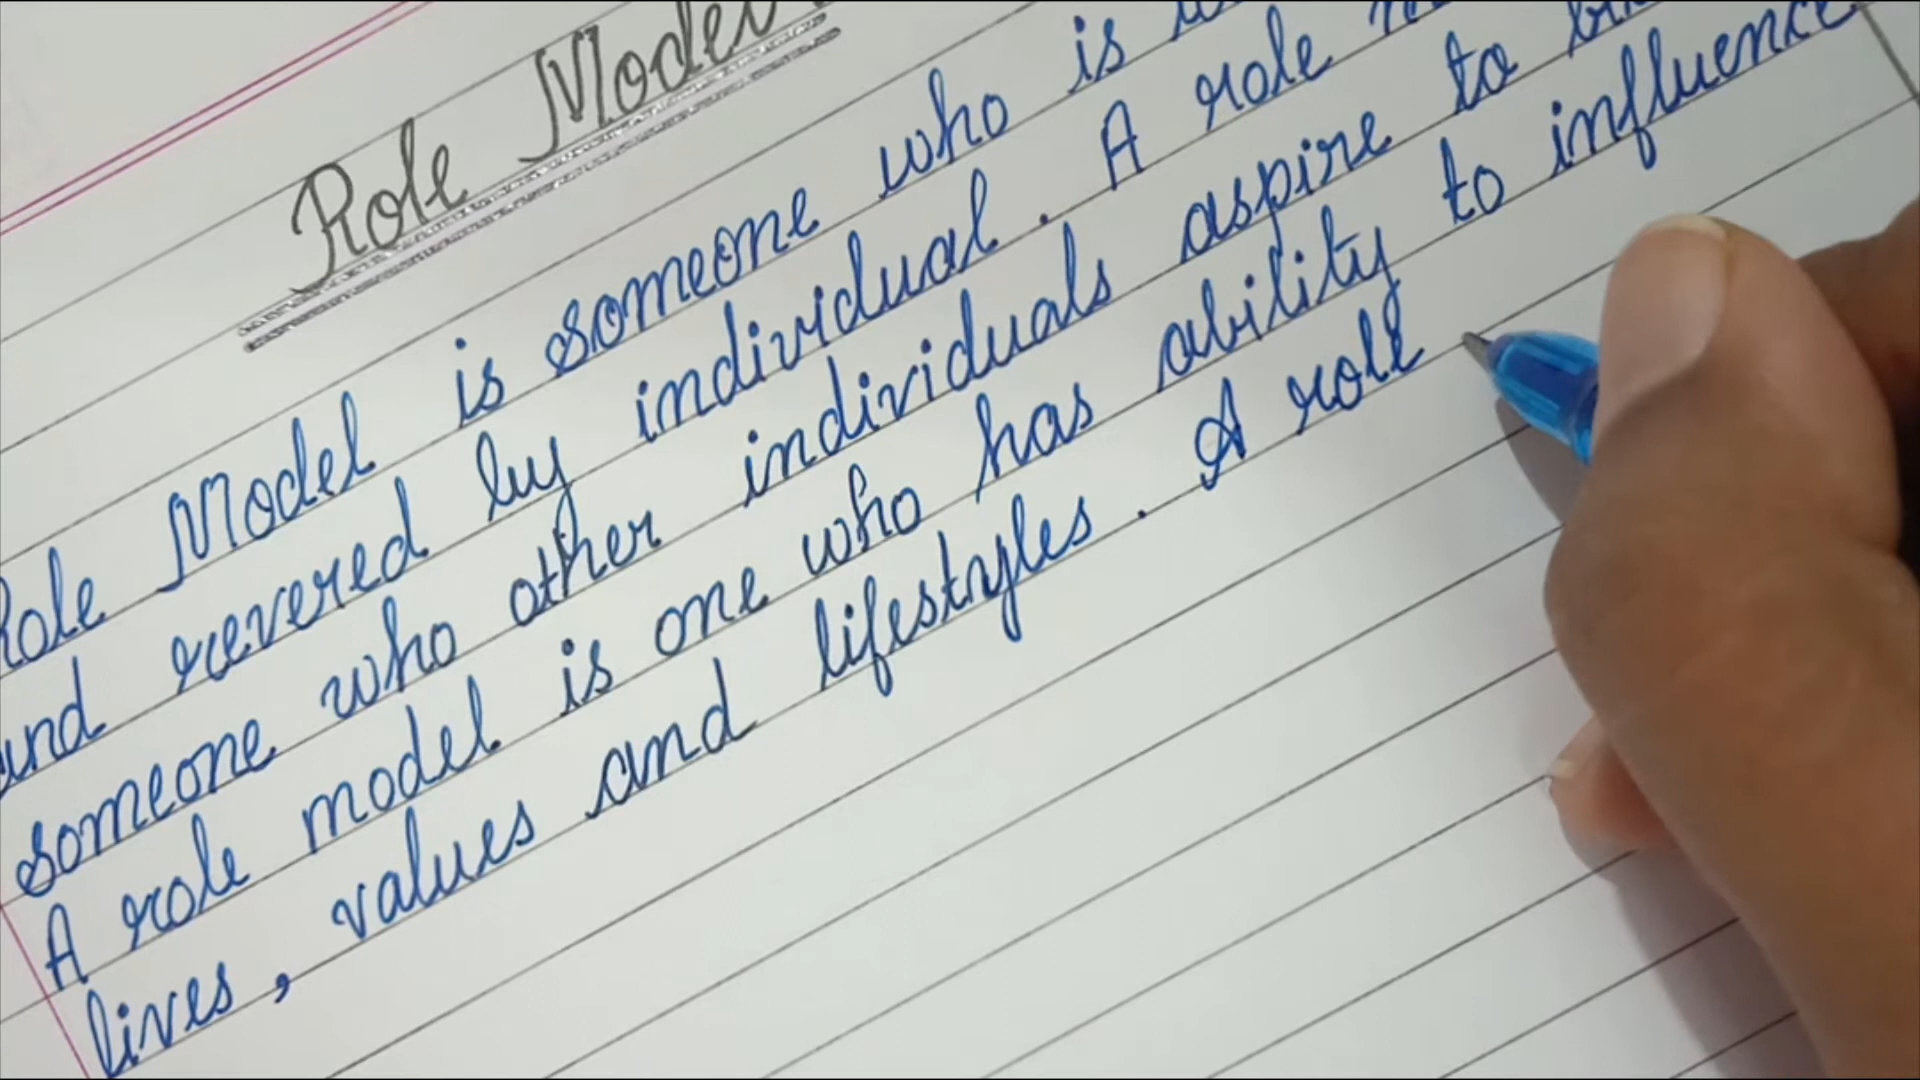 Role Model
Role Model is someone who is
and revered by individual. A role
someone who other individuals aspire to
A role model is one who has ability to influence
lives, values and lifestyles. A roll